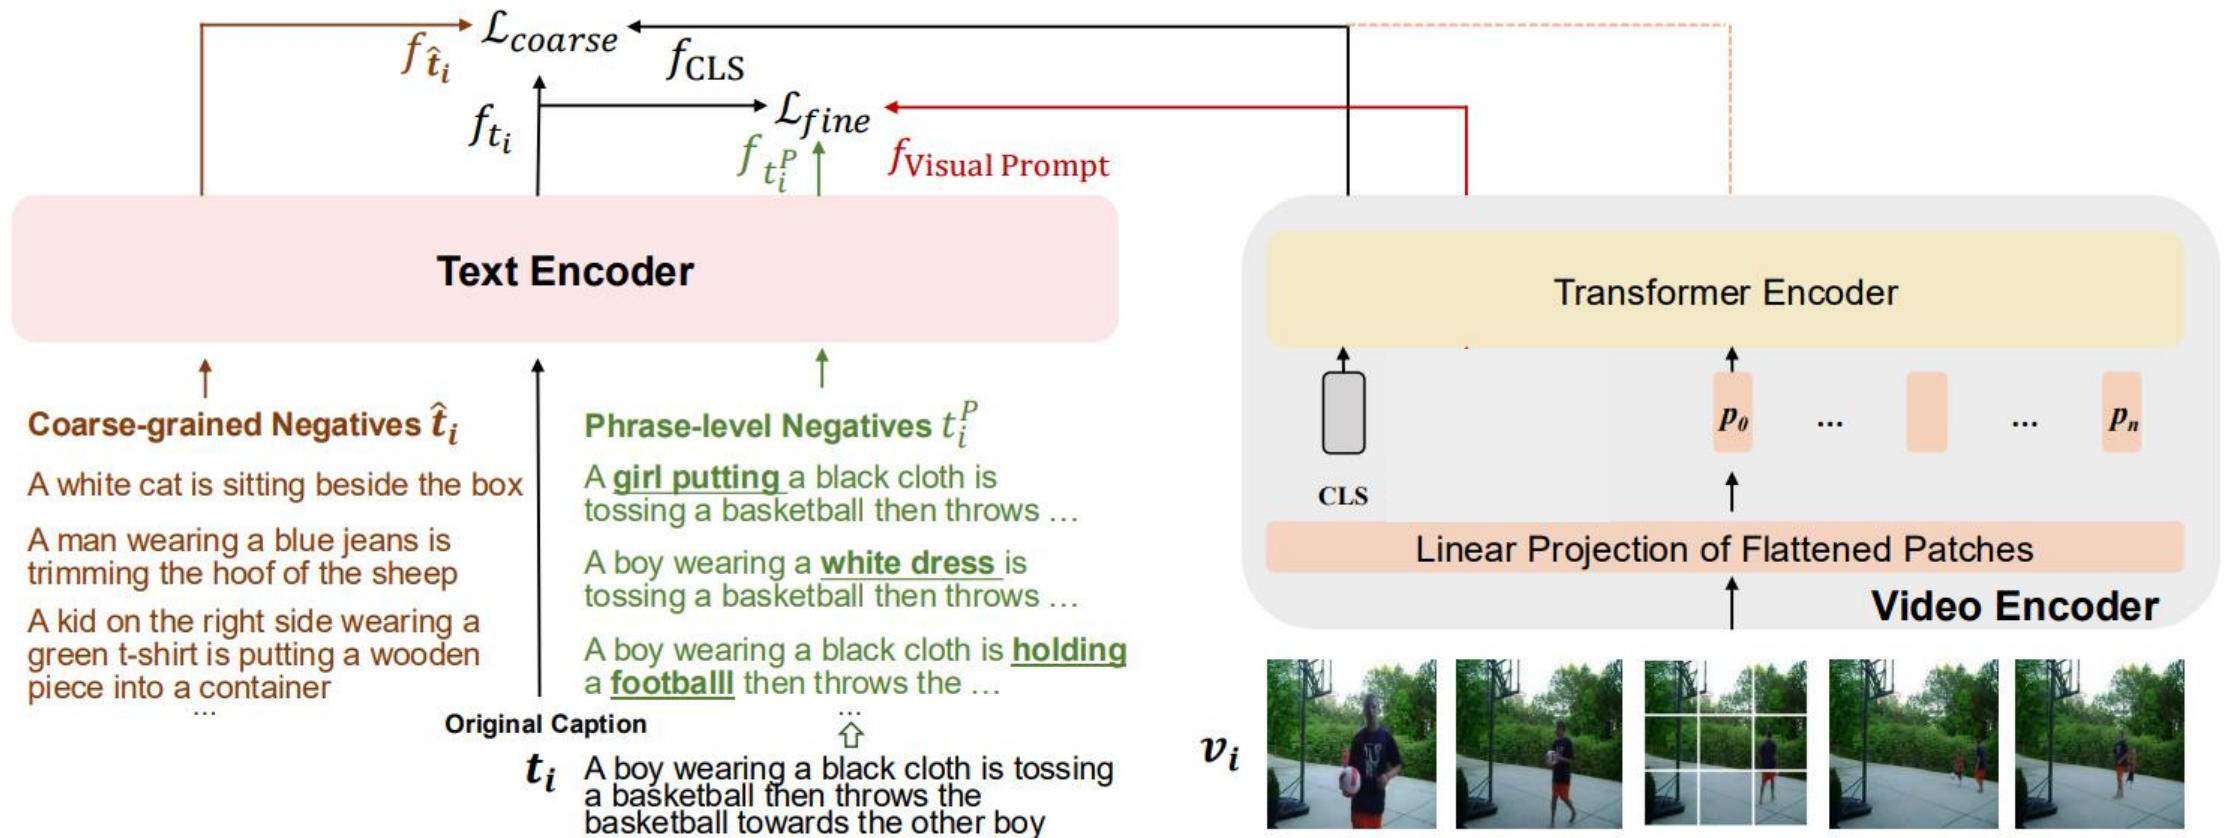 ℒcoarse
f t̂i
fCLS
fti
ℒfine
f tiP
fVisual Prompt
Text Encoder
Coarse-grained Negatives t̂i
A white cat is sitting beside the box
A man wearing a blue jeans is
trimming the hoof of the sheep
A kid on the right side wearing a
green t-shirt is putting a wooden
piece into a container
...
Original Caption
ti
Phrase-level Negatives tiP
A girl putting a black cloth is
tossing a basketball then throws ...
A boy wearing a white dress is
tossing a basketball then throws ...
A boy wearing a black cloth is holding
a footballl then throws the ...
...
A boy wearing a black cloth is tossing
a basketball then throws the
basketball towards the other boy
Transformer Encoder
p0 ... ... pn
CLS
Linear Projection of Flattened Patches
Video Encoder
vi